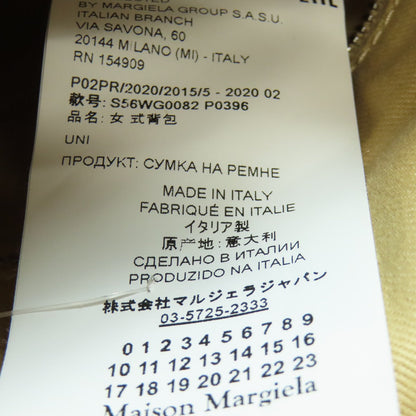 BY MARGIELA GROUP S.A.S.U.
ITALIAN BRANCH
VIA SAVONA, 60
20144 MILANO (MI) - ITALY
RN 154909
P02PR/2020/2015/5 - 2020 02
款号: S56WG0082 P0396
品名: 女 式背包
UNI
ПРОДУКТ: СУМКА НА РЕМНЕ
MADE IN ITALY
FABRIQUÉ EN ITALIE
イタリア製
原产地: 意大利
СДЕЛАНО В ИТАЛИИ
PRODUZIDO NA ITALIA
株式会社マルジェラジャパン
03-5725-2333
0 1 2 3 4 5 6 7 8 9
10 11 12 13 14 15 16
17 18 19 20 21 22 23
Maison Margiela